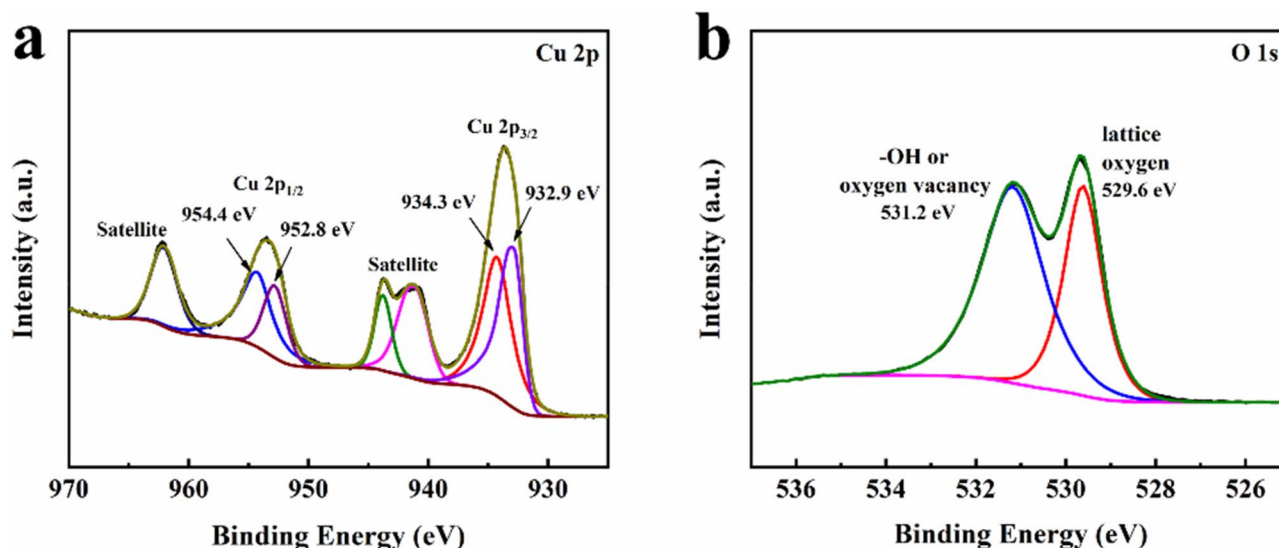 a
Cu 2p
Cu 2p3/2
934.3 eV
932.9 eV
Cu 2p1/2
954.4 eV
952.8 eV
Satellite
Satellite
Intensity (a.u.)
970
960
950
940
930
Binding Energy (eV)
b
O 1s
-OH or
oxygen vacancy
531.2 eV
lattice
oxygen
529.6 eV
Intensity (a.u.)
536
534
532
530
528
526
Binding Energy (eV)